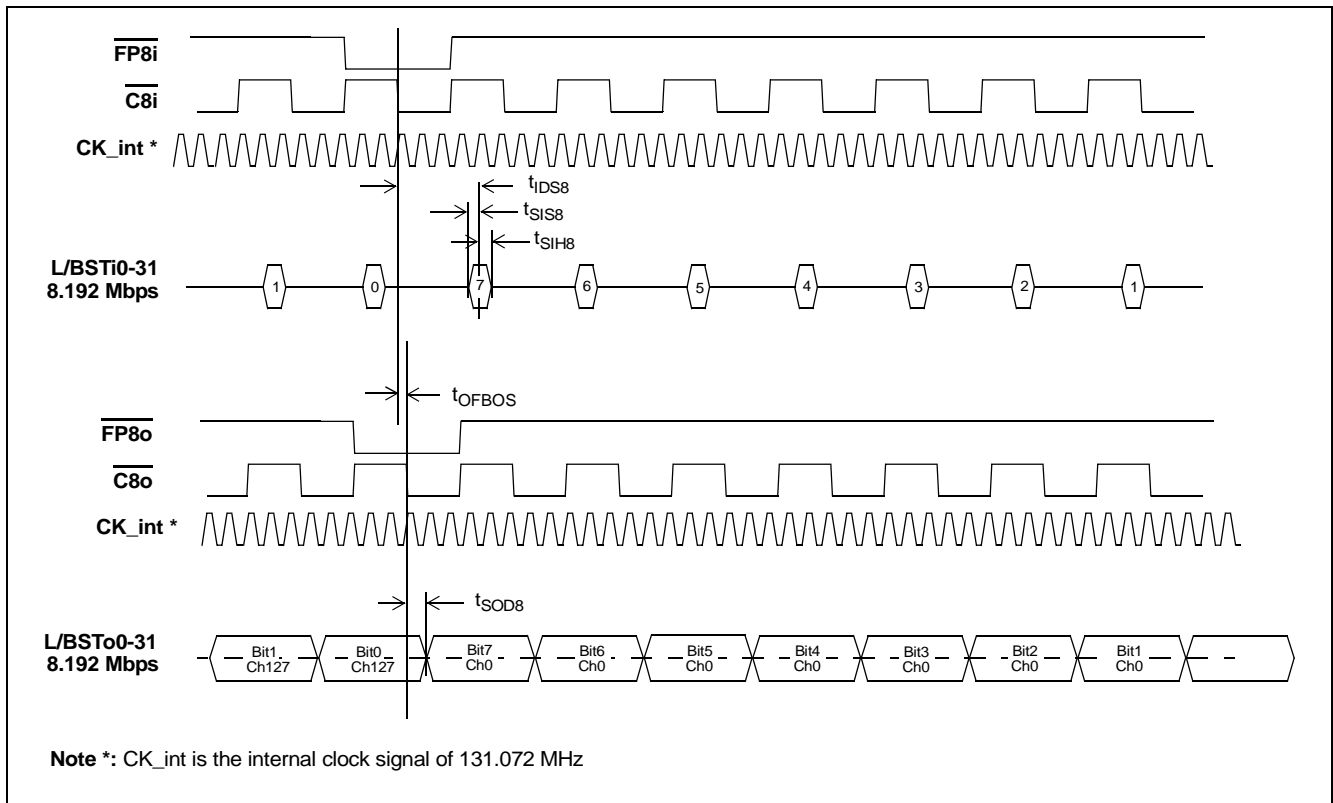 FP8i
C8i
CK_int *
tIDS8
tSIS8
tSIH8
L/BSTi0-31
8.192 Mbps
1 0 7 6 5 4 3 2 1
tOFBOS
FP8o
C8o
CK_int *
tSOD8
L/BSTo0-31
8.192 Mbps
Bit1 Bit0 Bit7 Bit6 Bit5 Bit4 Bit3 Bit2 Bit1
Ch127 Ch127 Ch0 Ch0 Ch0 Ch0 Ch0 Ch0 Ch0
Note *: CK_int is the internal clock signal of 131.072 MHz